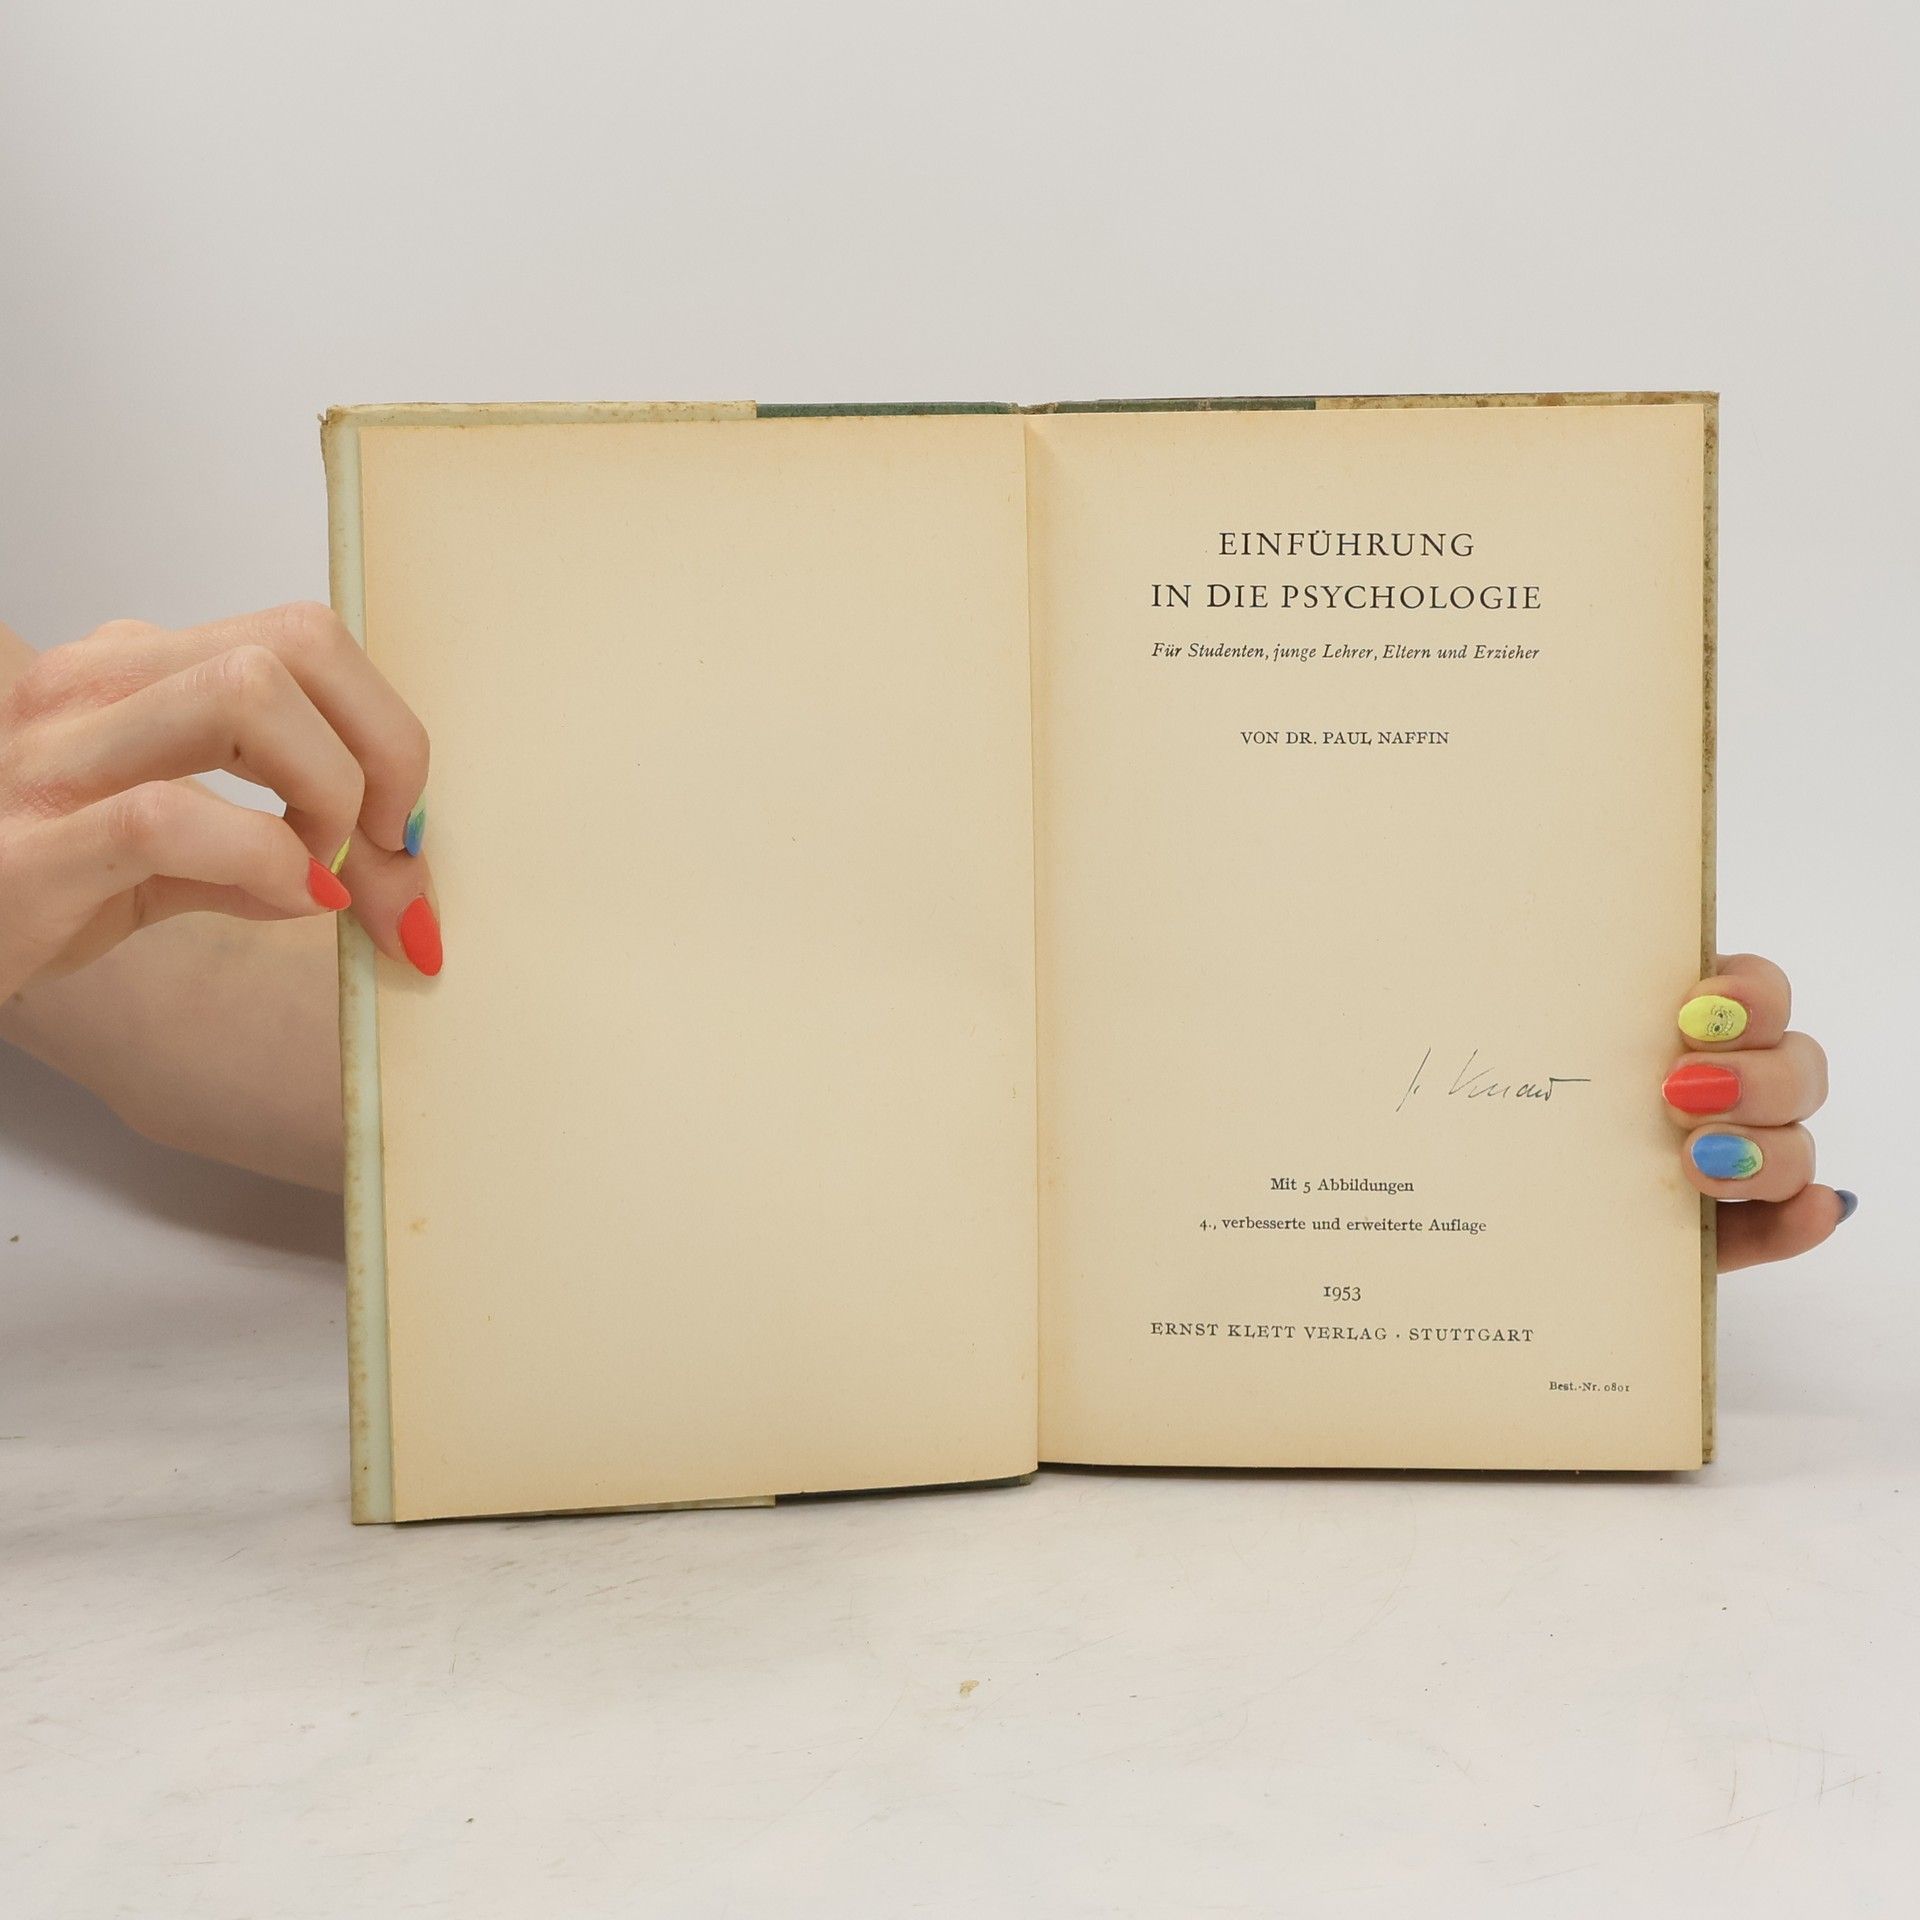 EINFÜHRUNG
IN DIE PSYCHOLOGIE
Für Studenten, junge Lehrer, Eltern und Erzieher
VON DR. PAUL NAFFIN
Mit 5 Abbildungen
4., verbesserte und erweiterte Auflage
1953
ERNST KLETT VERLAG · STUTTGART
Best.-Nr. 0801